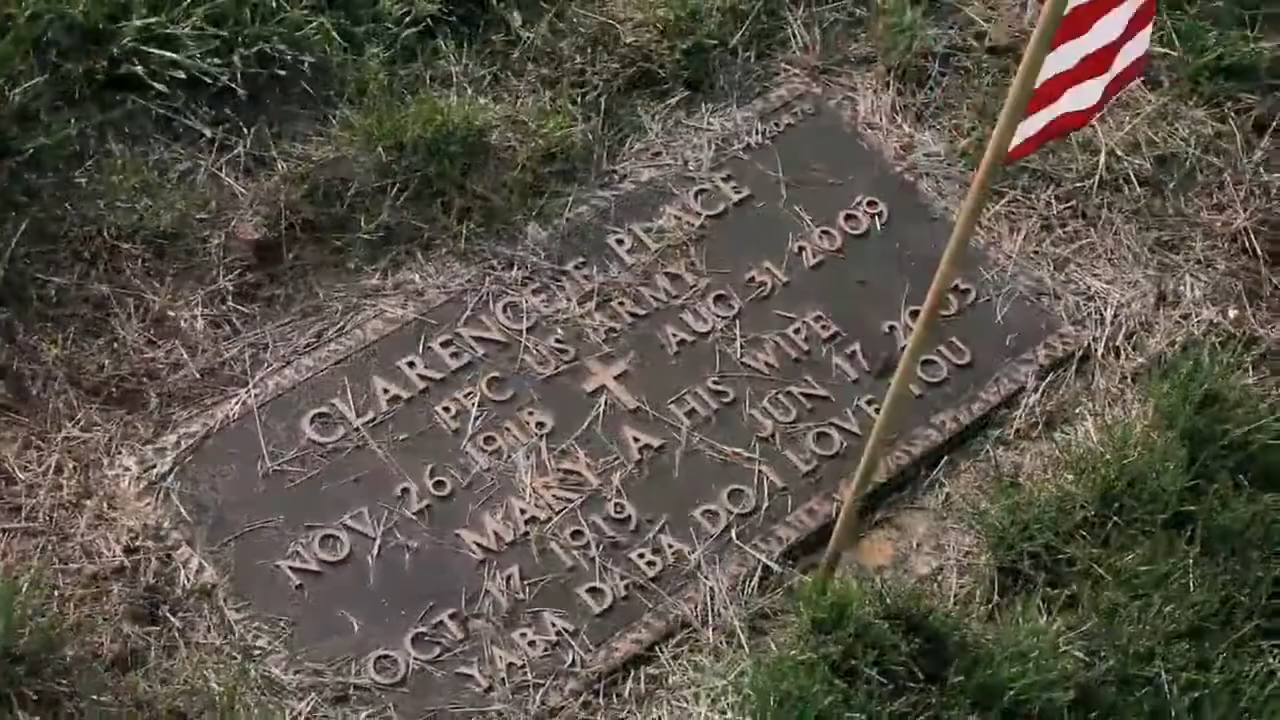 CLARENCE F PLACE
PFC US ARMY
NOV 26 1918 AUG 31 2009
MARY A HIS WIFE
OCT 17 1919 JUN 17 2003
YABA DABA DO I LOVE YOU